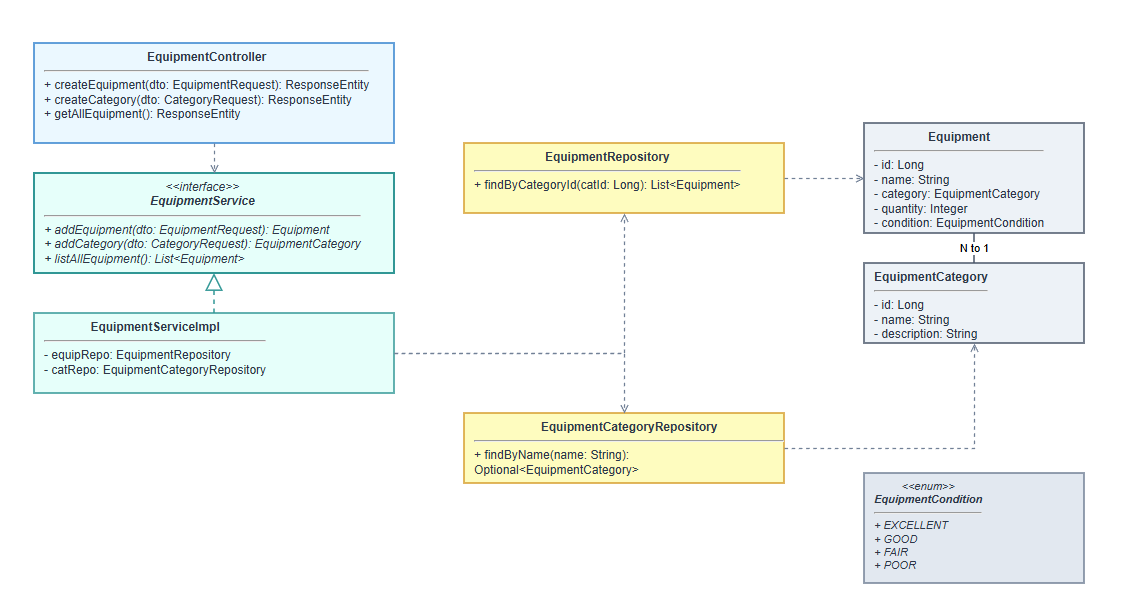 EquipmentController
+ createEquipment(dto: EquipmentRequest): ResponseEntity
+ createCategory(dto: CategoryRequest): ResponseEntity
+ getAllEquipment(): ResponseEntity
<<interface>>
EquipmentService
+ addEquipment(dto: EquipmentRequest): Equipment
+ addCategory(dto: CategoryRequest): EquipmentCategory
+ listAllEquipment(): List<Equipment>
EquipmentServiceImpl
- equipRepo: EquipmentRepository
- catRepo: EquipmentCategoryRepository
EquipmentRepository
+ findByCategoryId(catId: Long): List<Equipment>
EquipmentCategoryRepository
+ findByName(name: String):
Optional<EquipmentCategory>
Equipment
- id: Long
- name: String
- category: EquipmentCategory
- quantity: Integer
- condition: EquipmentCondition
N to 1
EquipmentCategory
- id: Long
- name: String
- description: String
<<enum>>
EquipmentCondition
+ EXCELLENT
+ GOOD
+ FAIR
+ POOR